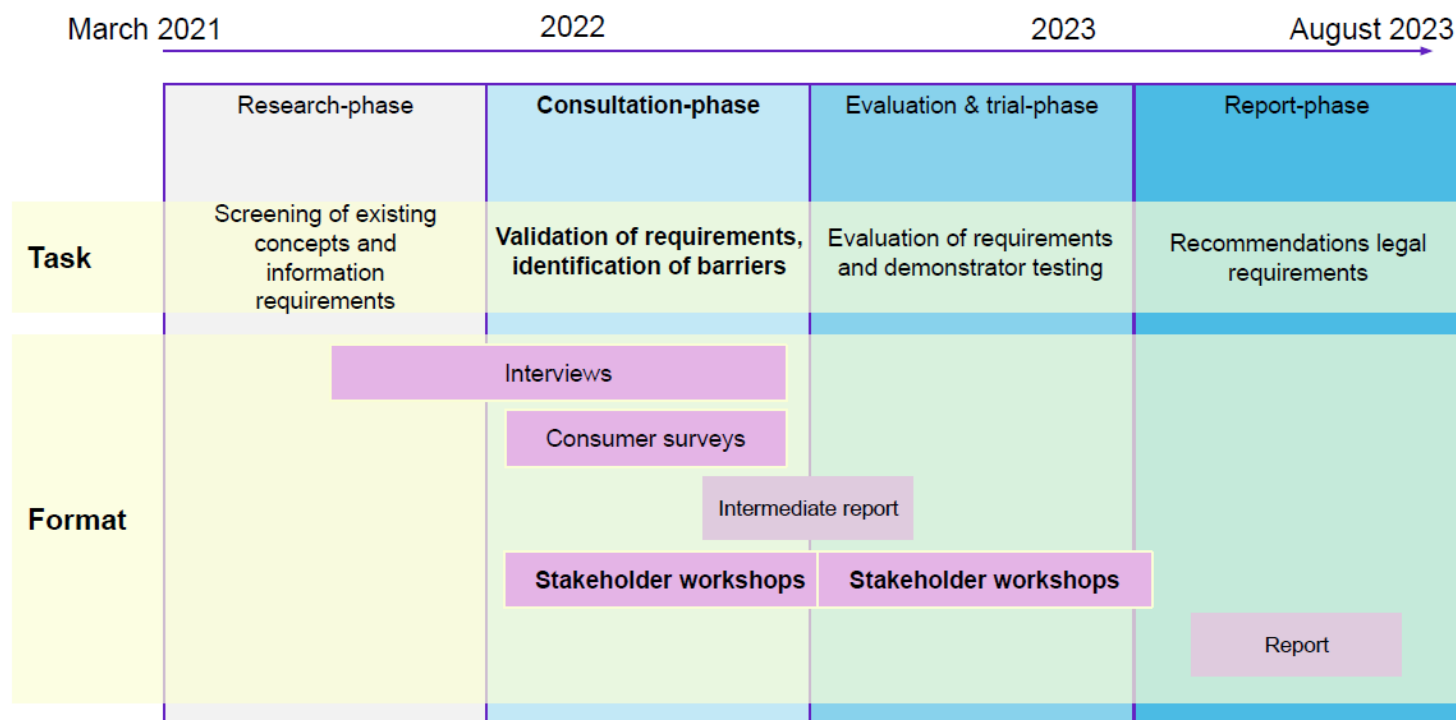 March 2021
2022
2023
August 2023
Research-phase
Consultation-phase
Evaluation & trial-phase
Report-phase
Task
Screening of existing
concepts and
information
requirements
Validation of requirements,
identification of barriers
Evaluation of requirements
and demonstrator testing
Recommendations legal
requirements
Format
Interviews
Consumer surveys
Intermediate report
Stakeholder workshops
Stakeholder workshops
Report